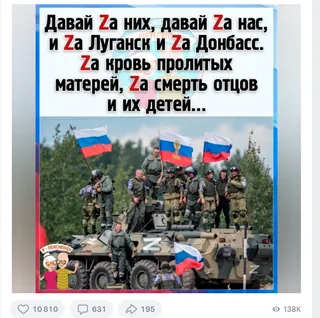 Давай Zа них, давай Zа нас,
и Zа Луганск и Zа Донбасс.
Zа кровь пролитых
матерей, Zа смерть отцов
и их детей...
Z
10 810
631
195
138K